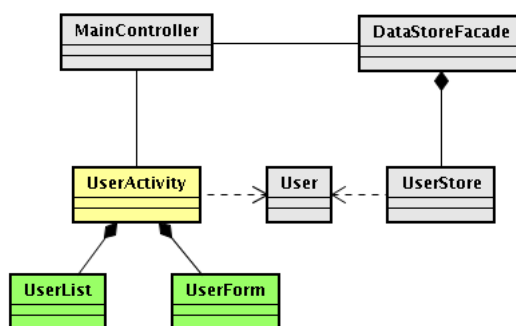 MainController
DataStoreFacade
UserActivity
User
UserStore
UserList
UserForm